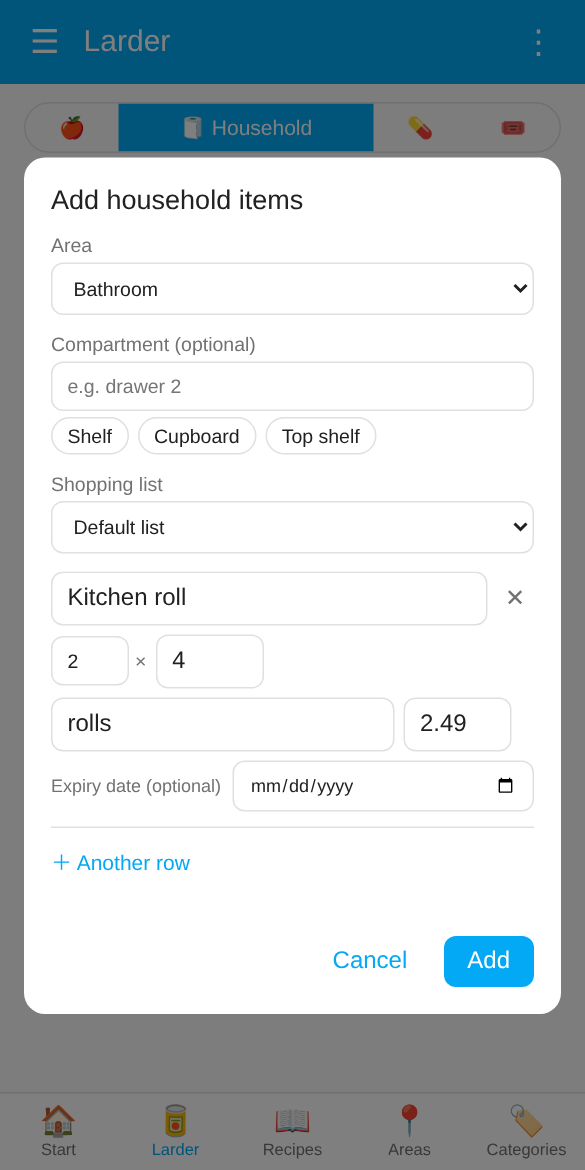 ☰ Larder ⋮
Household
Add household items
Area
Bathroom
Compartment (optional)
e.g. drawer 2
Shelf Cupboard Top shelf
Shopping list
Default list
Kitchen roll ✕
2 × 4
rolls 2.49
Expiry date (optional) mm/dd/yyyy
+ Another row
Cancel Add
Start Larder Recipes Areas Categories